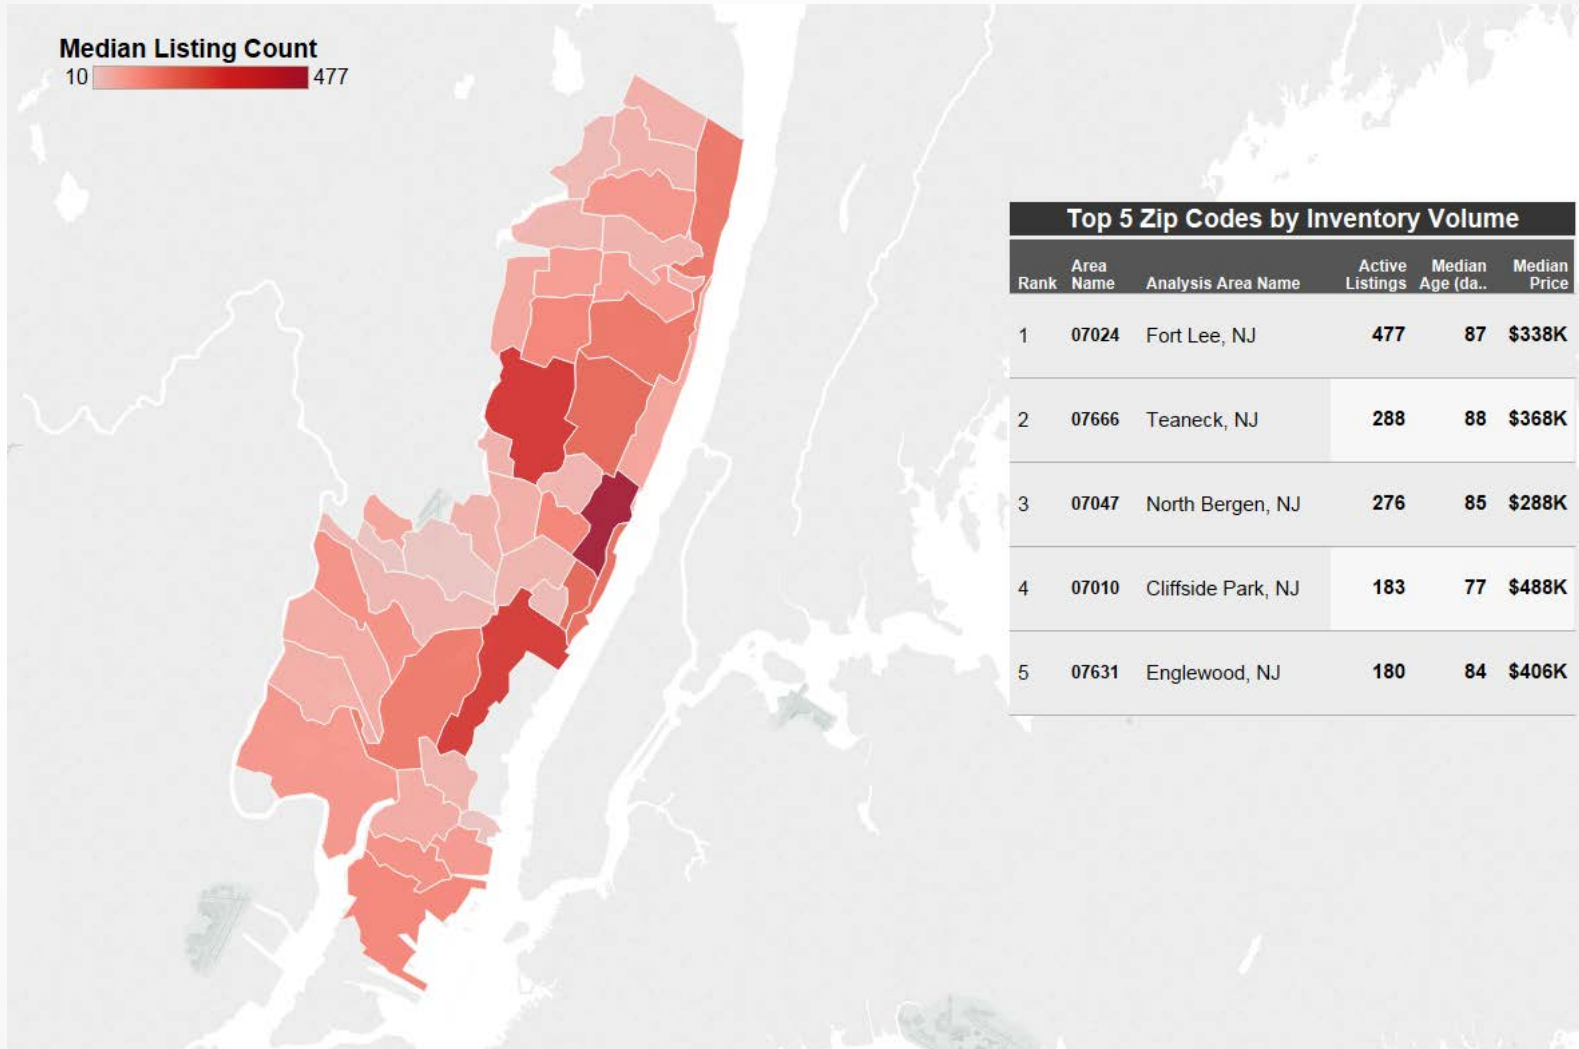 Median Listing Count
10 477
Top 5 Zip Codes by Inventory Volume
Rank Area Name Analysis Area Name Active Listings Median Age (da.. Median Price
1 07024 Fort Lee, NJ 477 87 $338K
2 07666 Teaneck, NJ 288 88 $368K
3 07047 North Bergen, NJ 276 85 $288K
4 07010 Cliffside Park, NJ 183 77 $488K
5 07631 Englewood, NJ 180 84 $406K